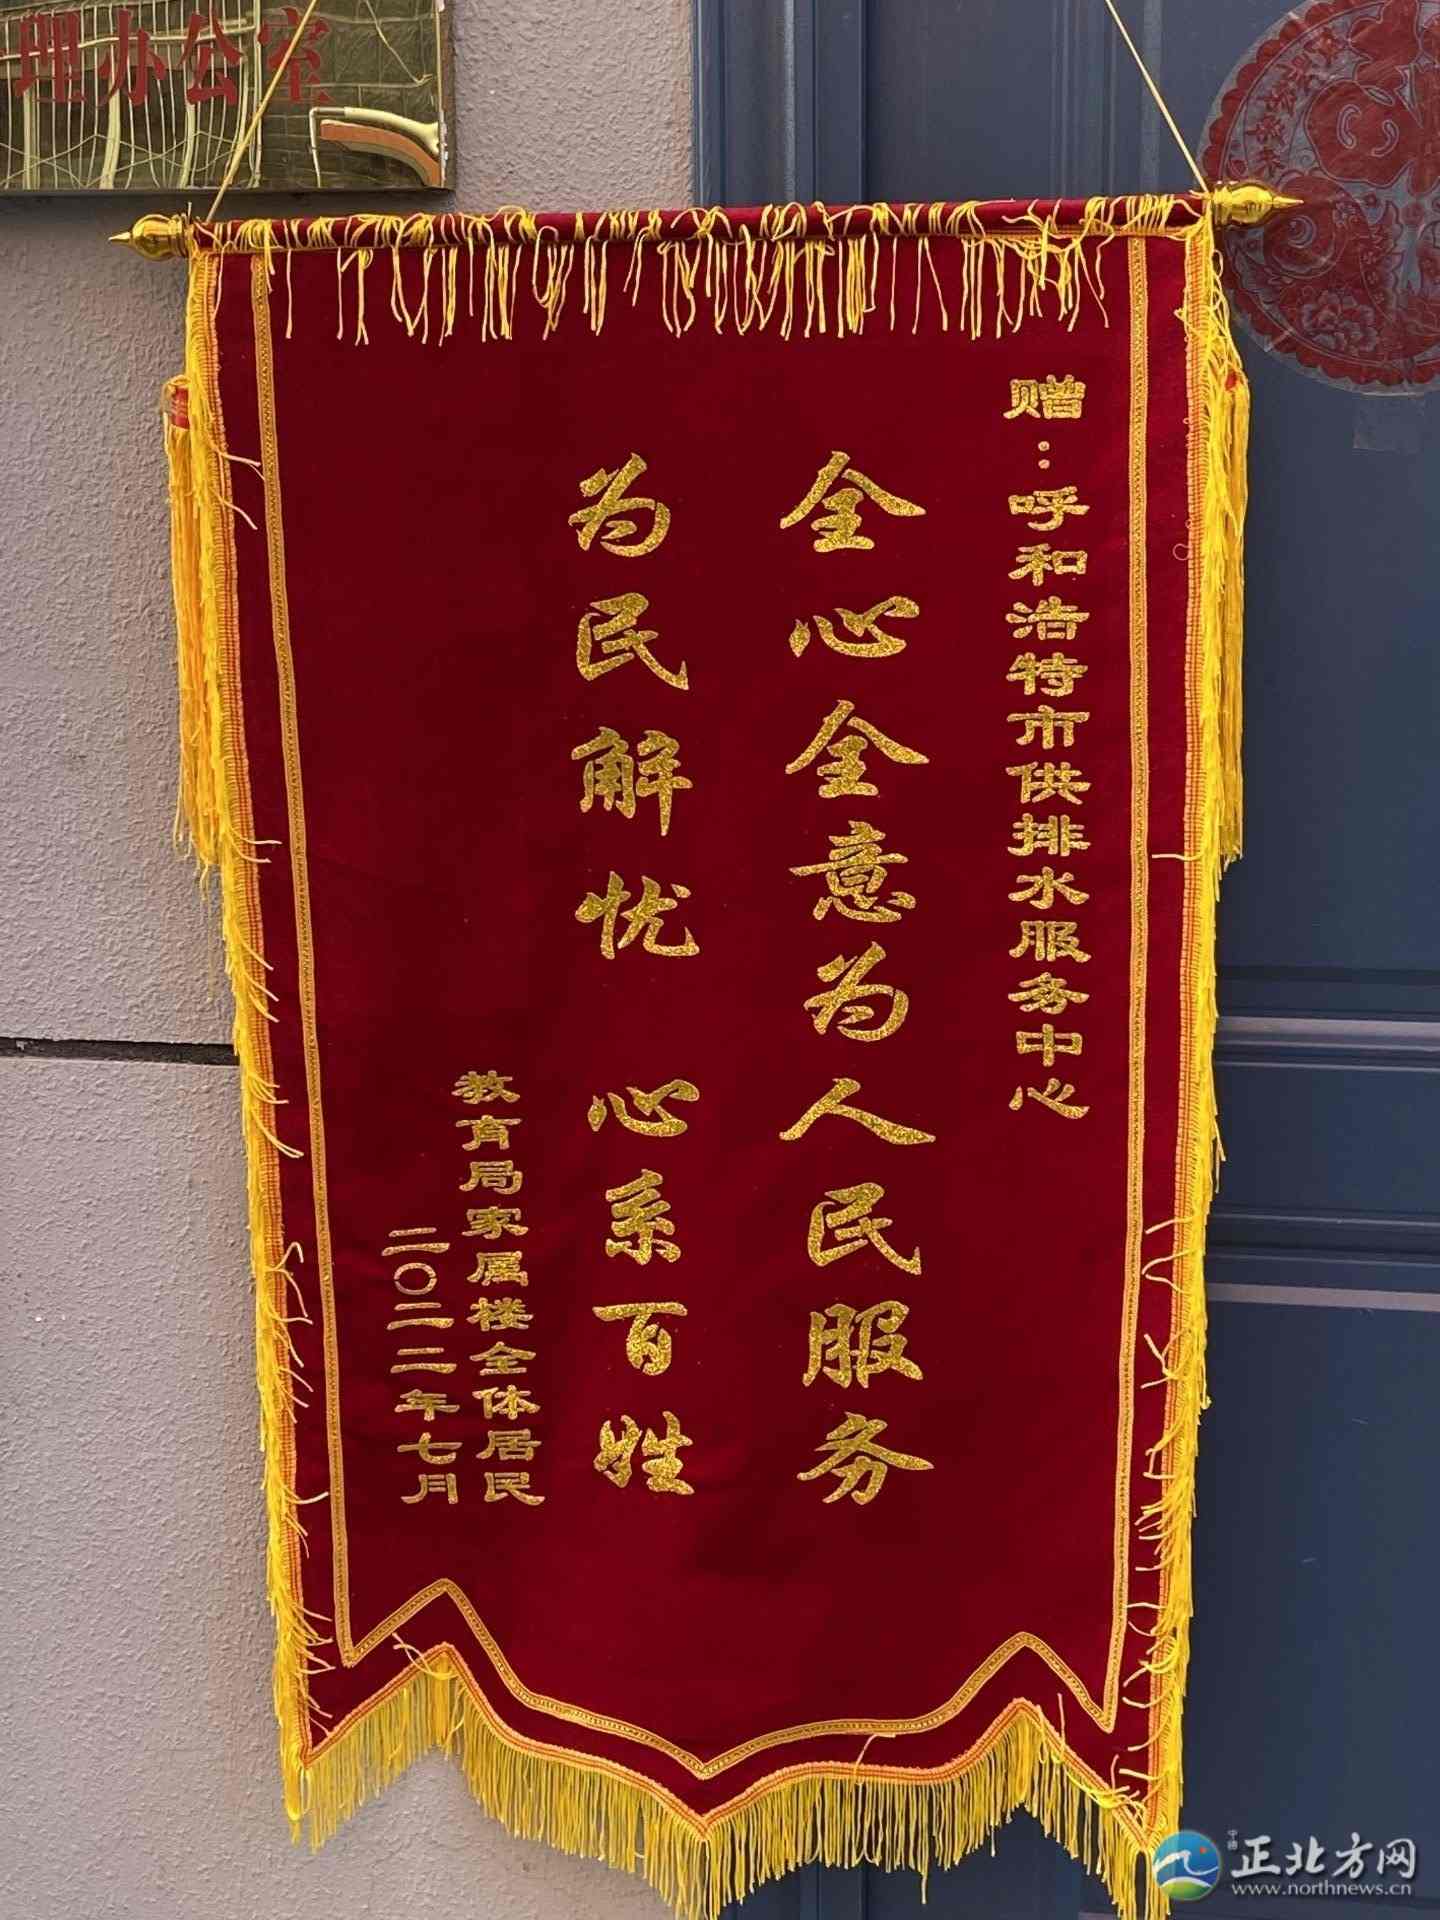 理办公室
赠:呼和浩特市供排水服务中心
全心全意为人民服务
为民解忧 心系百姓
教育局家属楼全体居民
二〇二二年七月
正北方网
www.northnews.cn